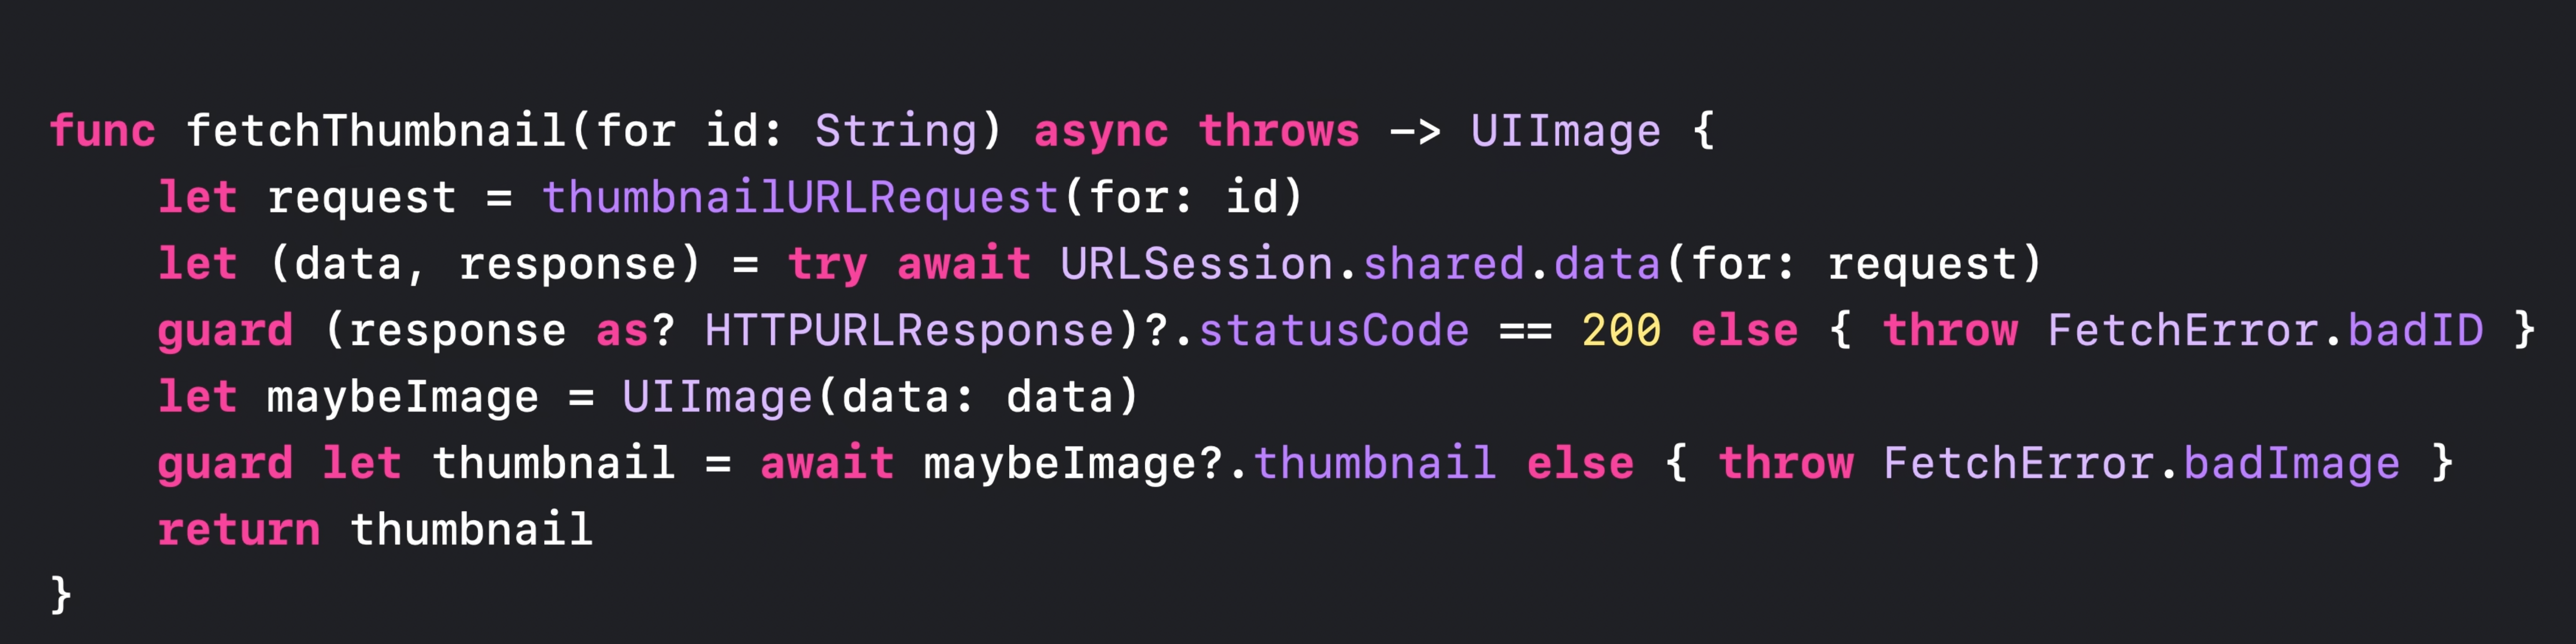 func fetchThumbnail(for id: String) async throws -> UIImage {
    let request = thumbnailURLRequest(for: id)
    let (data, response) = try await URLSession.shared.data(for: request)
    guard (response as? HTTPURLResponse)?.statusCode == 200 else { throw FetchError.badID }
    let maybeImage = UIImage(data: data)
    guard let thumbnail = await maybeImage?.thumbnail else { throw FetchError.badImage }
    return thumbnail
}